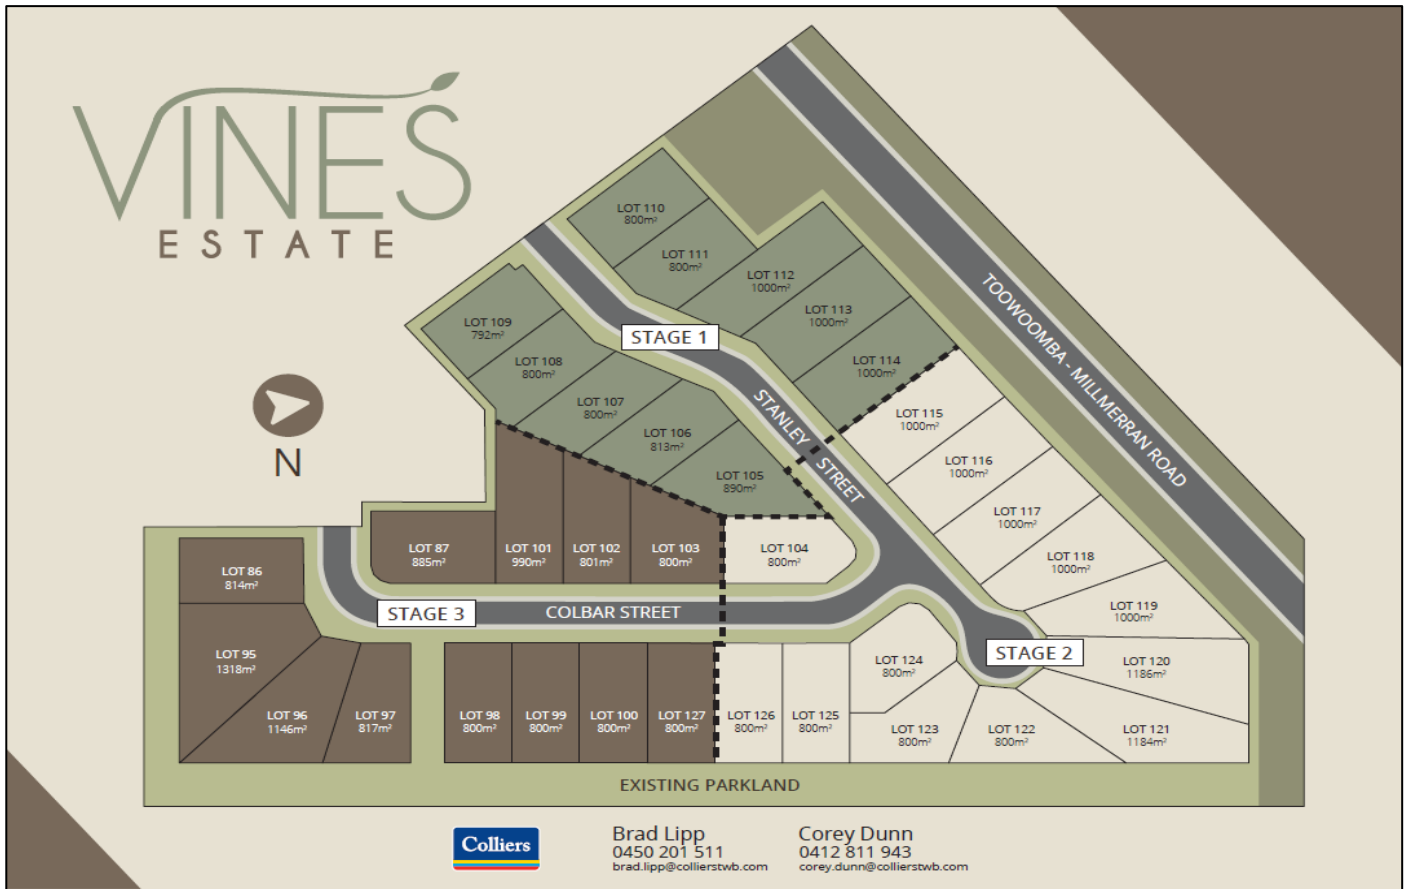 VINES
ESTATE
N
LOT 110
800m²
LOT 111
800m²
LOT 112
1000m²
LOT 113
1000m²
LOT 114
1000m²
LOT 109
792m²
LOT 108
800m²
LOT 107
800m²
LOT 106
813m²
LOT 105
890m²
STAGE 1
STANLEY STREET
TOOWOOMBA - MILLMERRAN ROAD
LOT 115
1000m²
LOT 116
1000m²
LOT 117
1000m²
LOT 118
1000m²
LOT 119
1000m²
LOT 120
1186m²
LOT 121
1184m²
LOT 122
800m²
LOT 123
800m²
LOT 124
800m²
LOT 125
800m²
LOT 126
800m²
LOT 104
800m²
STAGE 2
LOT 87
885m²
LOT 101
990m²
LOT 102
801m²
LOT 103
800m²
LOT 86
814m²
STAGE 3
COLBAR STREET
LOT 95
1318m²
LOT 96
1146m²
LOT 97
817m²
LOT 98
800m²
LOT 99
800m²
LOT 100
800m²
LOT 127
800m²
EXISTING PARKLAND
Colliers
Brad Lipp
0450 201 511
brad.lipp@collierstwb.com
Corey Dunn
0412 811 943
corey.dunn@collierstwb.com